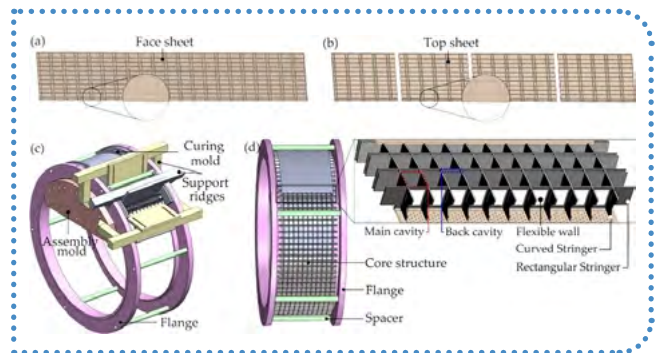 (a)
Face sheet
(b)
Top sheet
(c)
Curing
mold
Support
ridges
Assembly
mold
Flange
(d)
Main cavity
Back cavity
Flexible wall
Curved Stringer
Rectangular Stringer
Core structure
Flange
Spacer